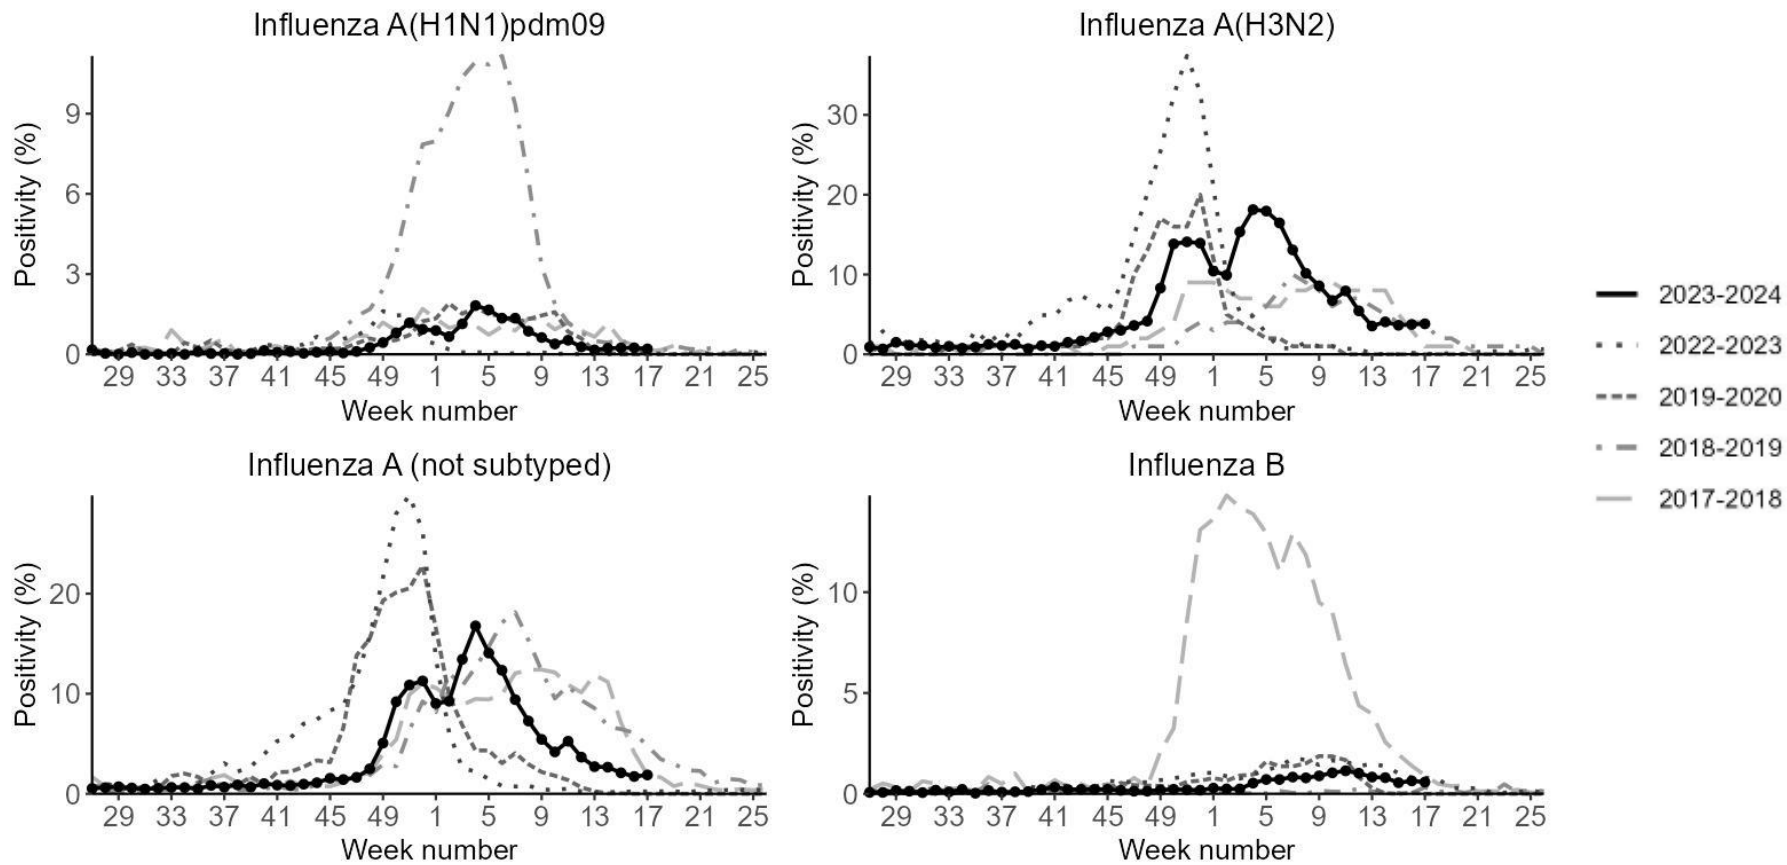 Influenza A(H1N1)pdm09
Positivity (%)
9
6
3
0
29 33 37 41 45 49 1 5 9 13 17 21 25
Week number
Influenza A(H3N2)
Positivity (%)
30
20
10
0
29 33 37 41 45 49 1 5 9 13 17 21 25
Week number
Influenza A (not subtyped)
Positivity (%)
20
10
0
29 33 37 41 45 49 1 5 9 13 17 21 25
Week number
Influenza B
Positivity (%)
10
5
0
29 33 37 41 45 49 1 5 9 13 17 21 25
Week number
2023-2024
2022-2023
2019-2020
2018-2019
2017-2018